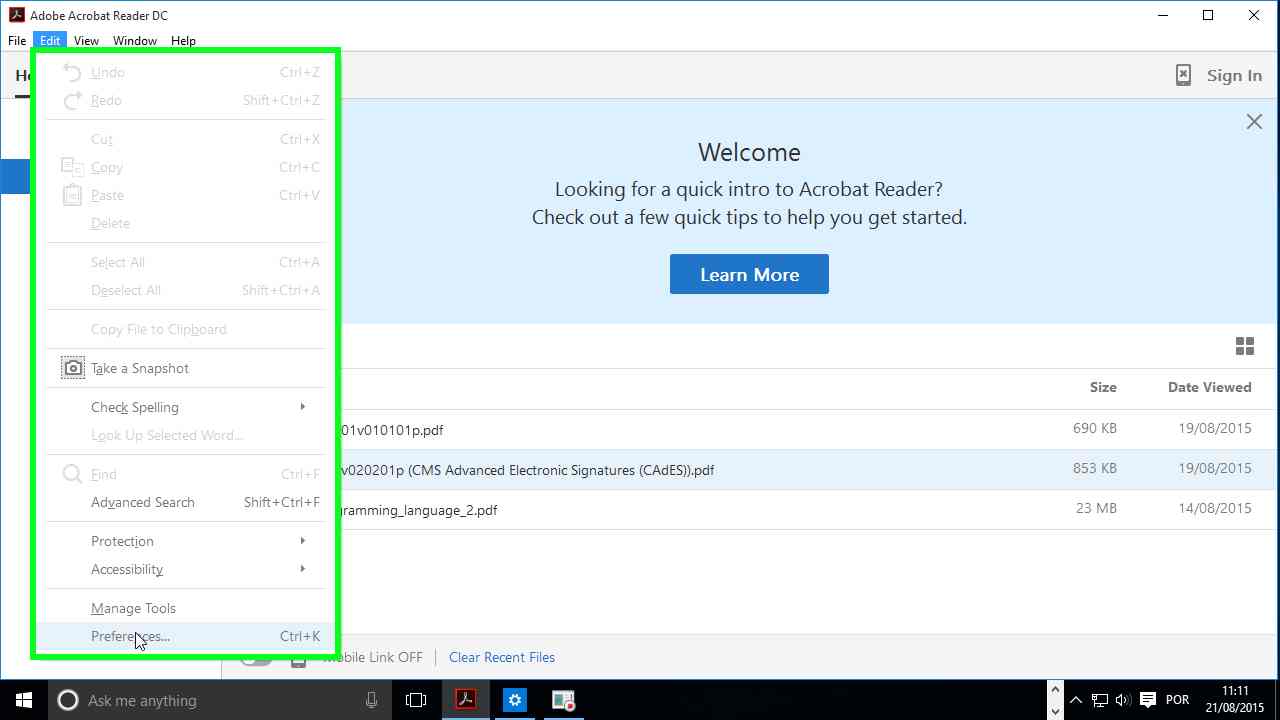 Adobe Acrobat Reader DC
File Edit View Window Help
Sign In
Undo Ctrl+Z
Redo Shift+Ctrl+Z
Cut Ctrl+X
Copy Ctrl+C
Paste Ctrl+V
Delete
Select All Ctrl+A
Deselect All Shift+Ctrl+A
Copy File to Clipboard
Take a Snapshot
Check Spelling
Look Up Selected Word...
Find Ctrl+F
Advanced Search Shift+Ctrl+F
Protection
Accessibility
Manage Tools
Preferences... Ctrl+K
Welcome
Looking for a quick intro to Acrobat Reader?
Check out a few quick tips to help you get started.
Learn More
Size Date Viewed
01v010101p.pdf 690 KB 19/08/2015
v020201p (CMS Advanced Electronic Signatures (CAdES)).pdf 853 KB 19/08/2015
ramming_language_2.pdf 23 MB 14/08/2015
Mobile Link OFF Clear Recent Files
Ask me anything
POR
11:11
21/08/2015